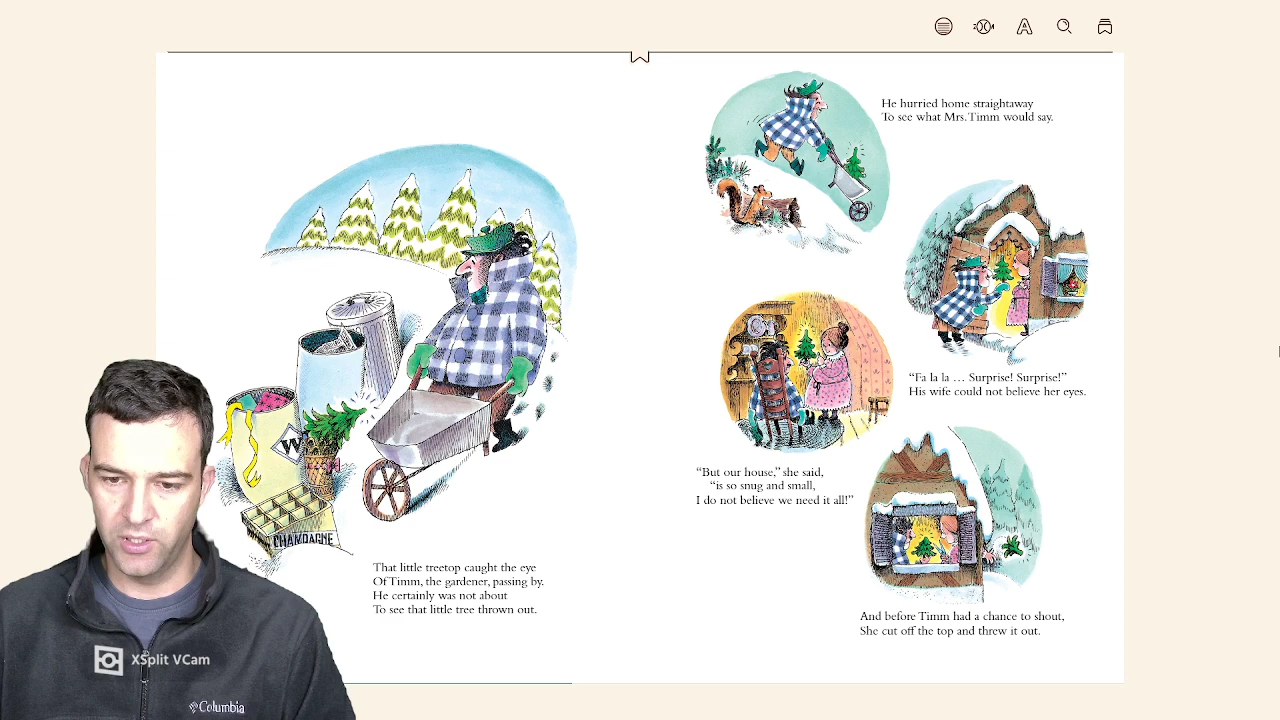 That little treetop caught the eye
Of Timm, the gardener, passing by.
He certainly was not about
To see that little tree thrown out.
He hurried home straightaway
To see what Mrs. Timm would say.
“Fa la la … Surprise! Surprise!”
His wife could not believe her eyes.
“But our house,” she said,
“is so snug and small,
I do not believe we need it all!”
And before Timm had a chance to shout,
She cut off the top and threw it out.
W
CHAMPAGNE
XSplit VCam
Columbia